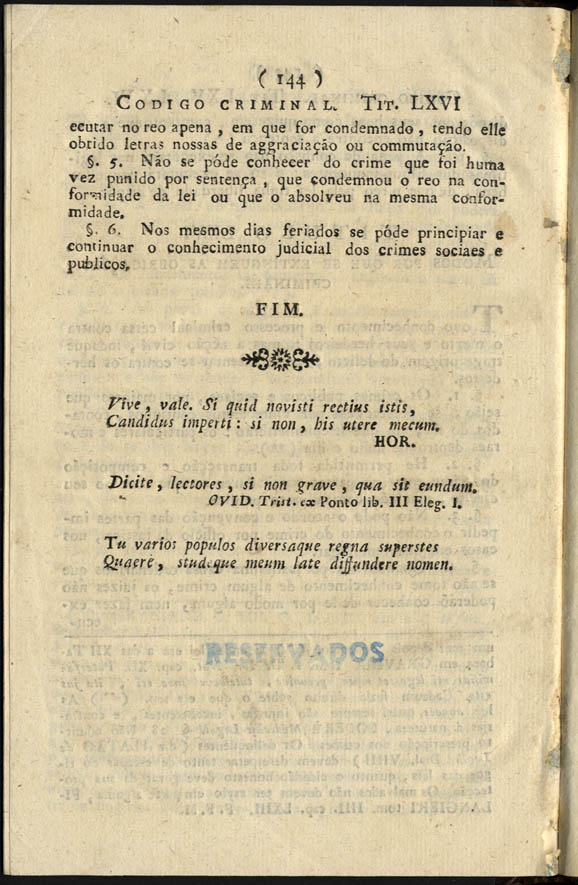 ( 144 )
CODIGO CRIMINAL. TIT. LXVI
ecutar no reo apena , em que for condemnado , tendo elle
obtido letras nossas de aggraciação ou commutação.
§. 5. Não se póde conhecer do crime que foi huma
vez punido por sentença , que condemnou o reo na con-
formidade da lei ou que o absolveu na mesma confor-
midade.
§. 6. Nos mesmos dias feriados se póde principiar e
continuar o conhecimento judicial dos crimes sociaes e
publicos.
FIM.
Vive , vale. Si quid novisti rectius istis,
Candidus imperti : si non , his utere mecum.
HOR.
Dicite , lectores , si non grave , qua sit eundum.
OVID. Trist. ex Ponto lib. III Eleg. I.
Tu varios populos diversaque regna superstes
Quaere , studeque meum late diffundere nomen.
RESERVADOS